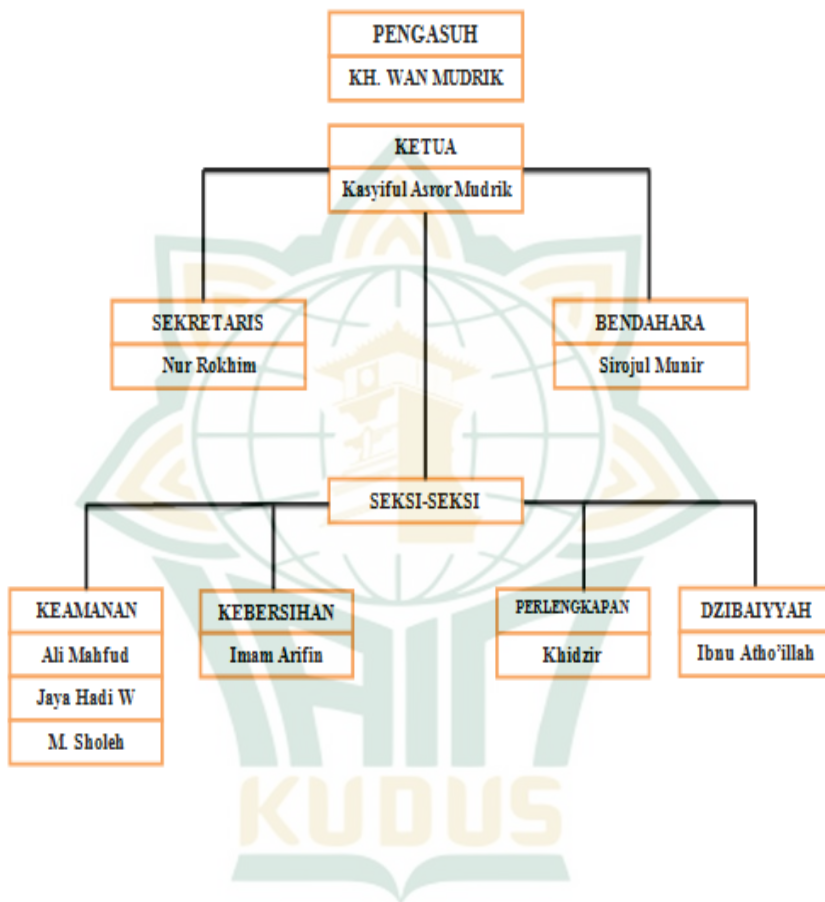 PENGASUH
KH. WAN MUDRIK
KETUA
Kasyiful Asror Mudrik
SEKRETARIS
Nur Rokhim
BENDAHARA
Sirojul Munir
SEKSI-SEKSI
KEAMANAN
Ali Mahfud
Jaya Hadi W
M. Sholeh
KEBERSIHAN
Imam Arifin
PERLENGKAPAN
Khidzir
DZIBAIYYAH
Ibnu Atho'illah
IAIN
KUDUS